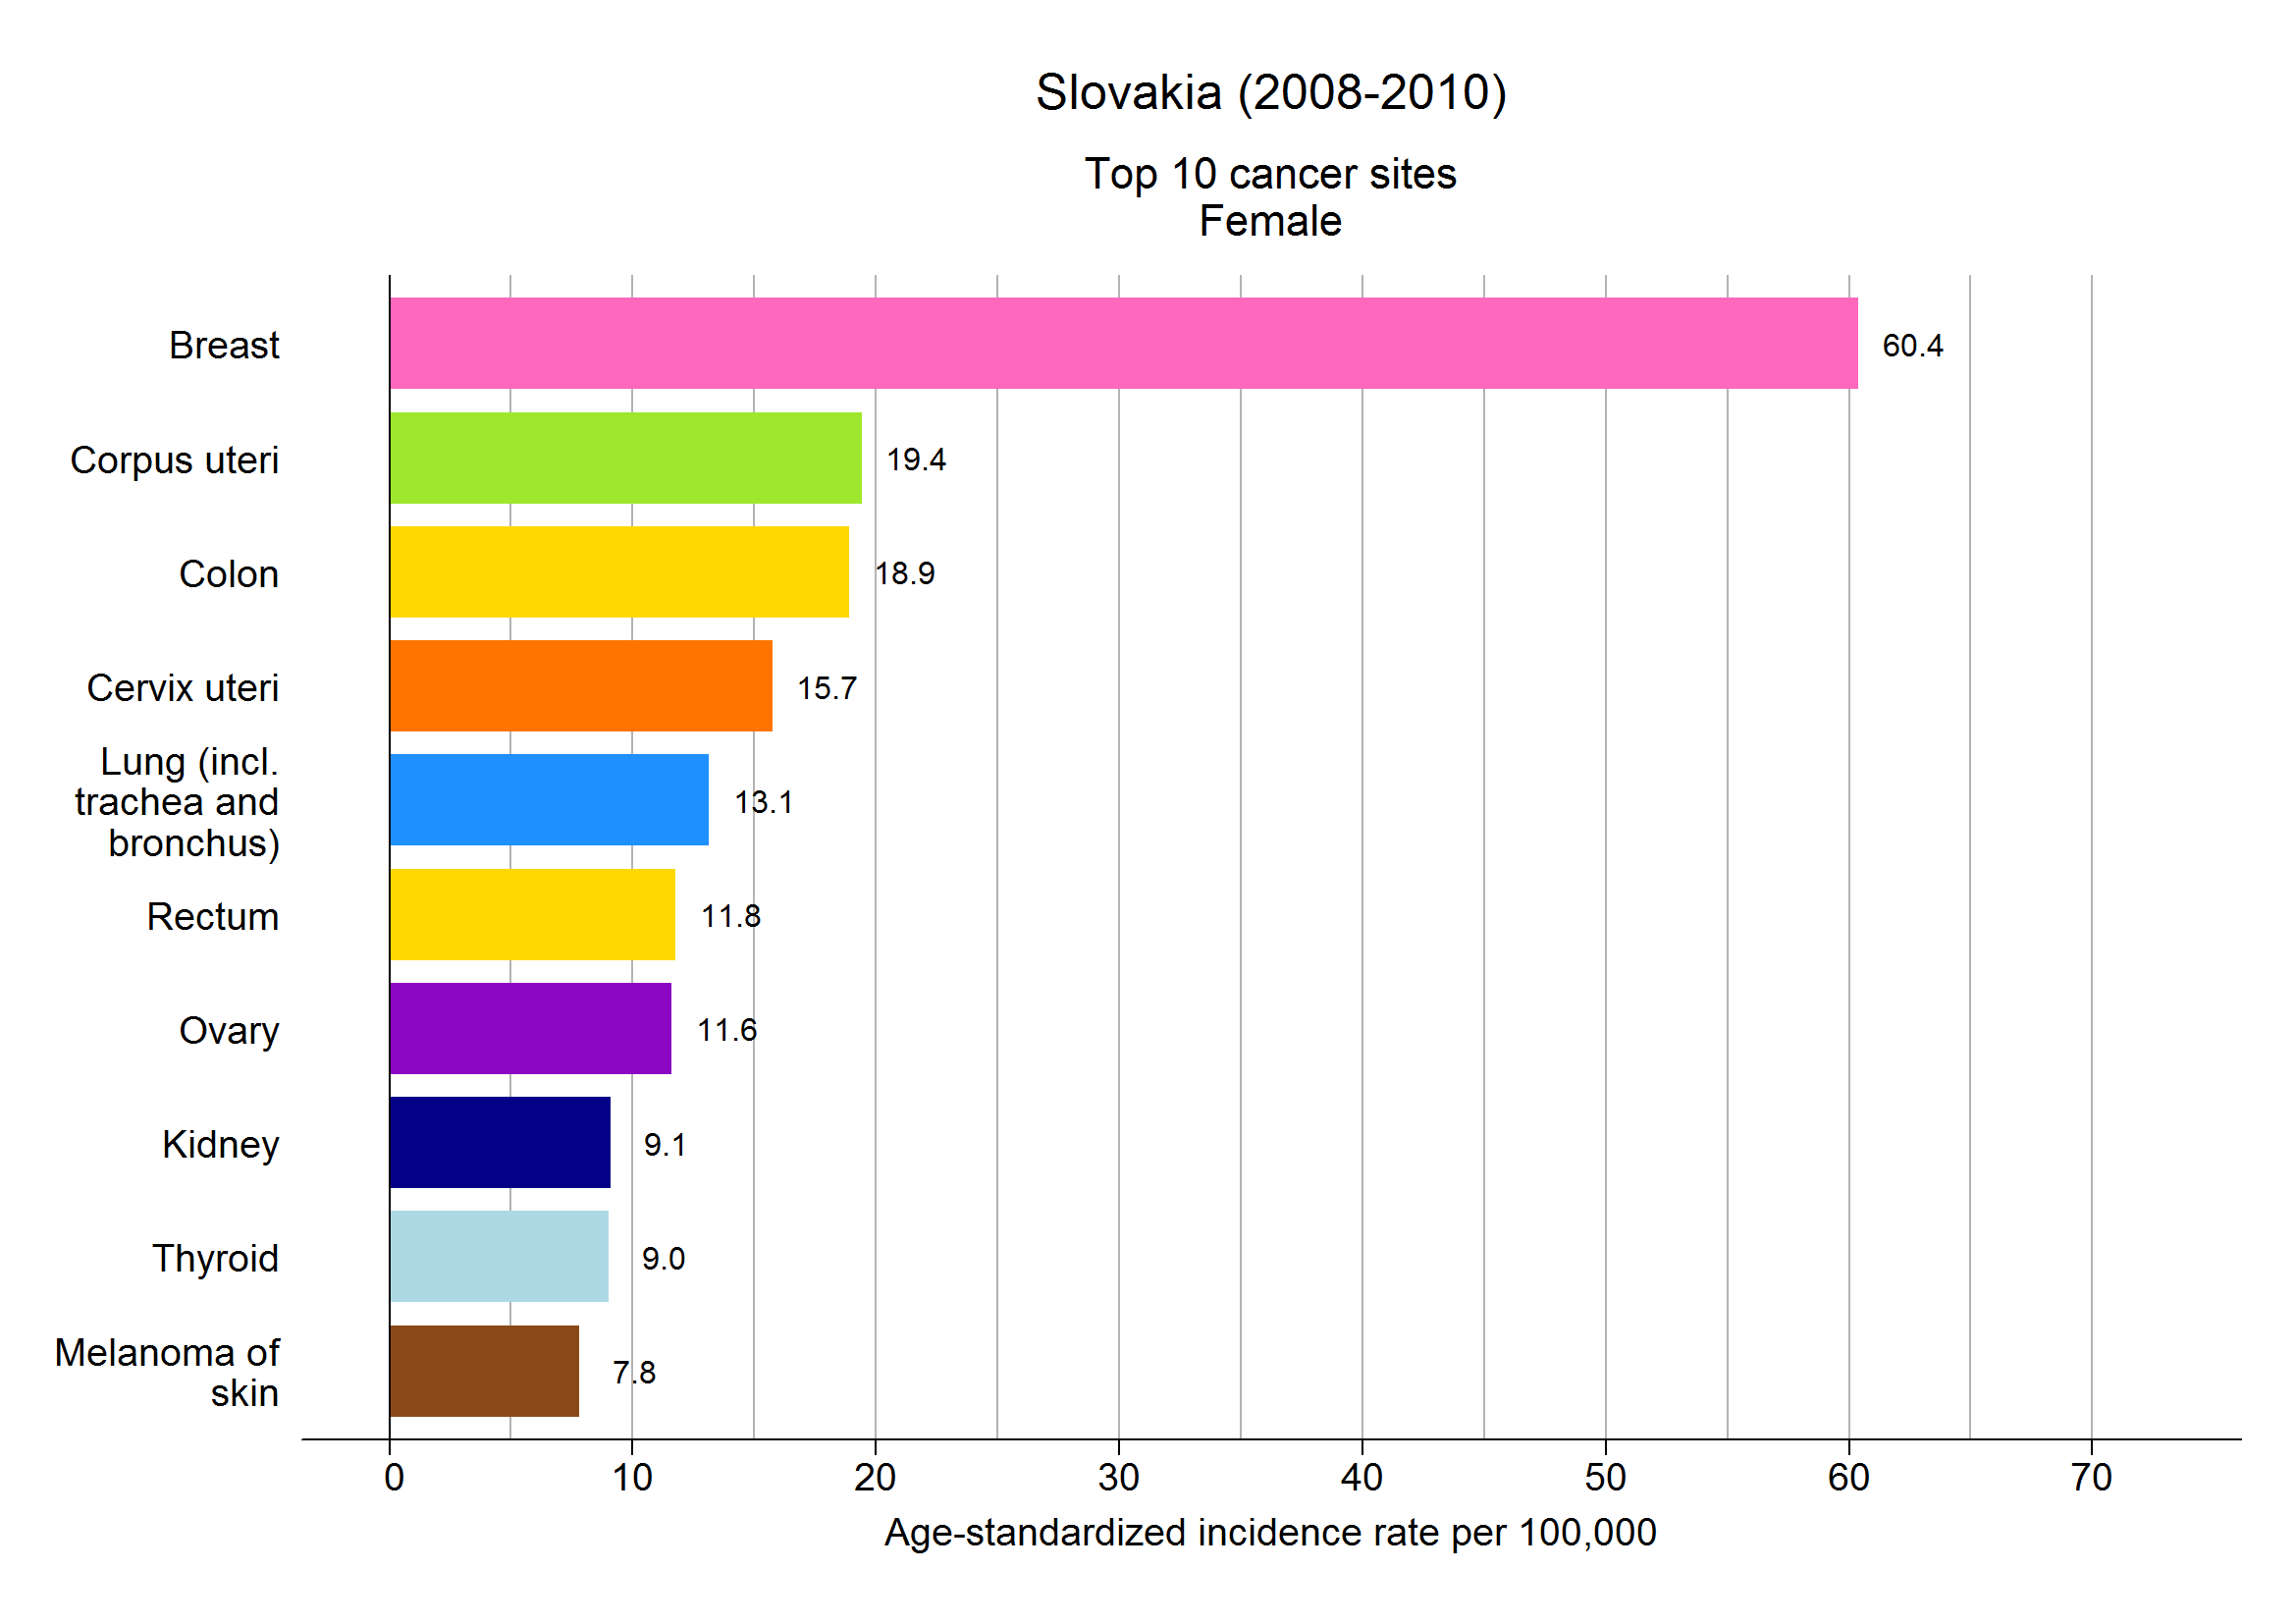 Slovakia (2008-2010)
Top 10 cancer sites
Female
Breast
60.4
Corpus uteri
19.4
Colon
18.9
Cervix uteri
15.7
Lung (incl.
trachea and
bronchus)
13.1
Rectum
11.8
Ovary
11.6
Kidney
9.1
Thyroid
9.0
Melanoma of
skin
7.8
0 10 20 30 40 50 60 70
Age-standardized incidence rate per 100,000